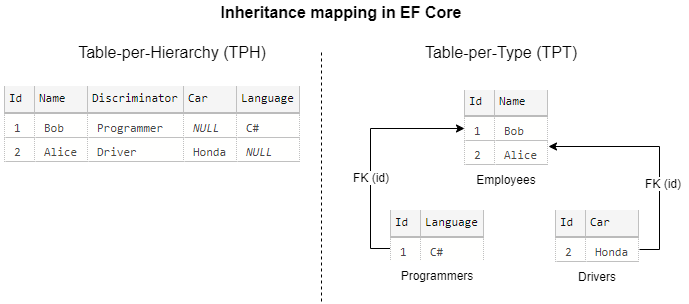 Inheritance mapping in EF Core
Table-per-Hierarchy (TPH)
Id Name Discriminator Car Language
1 Bob Programmer NULL C#
2 Alice Driver Honda NULL
Table-per-Type (TPT)
Id Name
1 Bob
2 Alice
Employees
FK (id)
FK (id)
Id Language
1 C#
Programmers
Id Car
2 Honda
Drivers